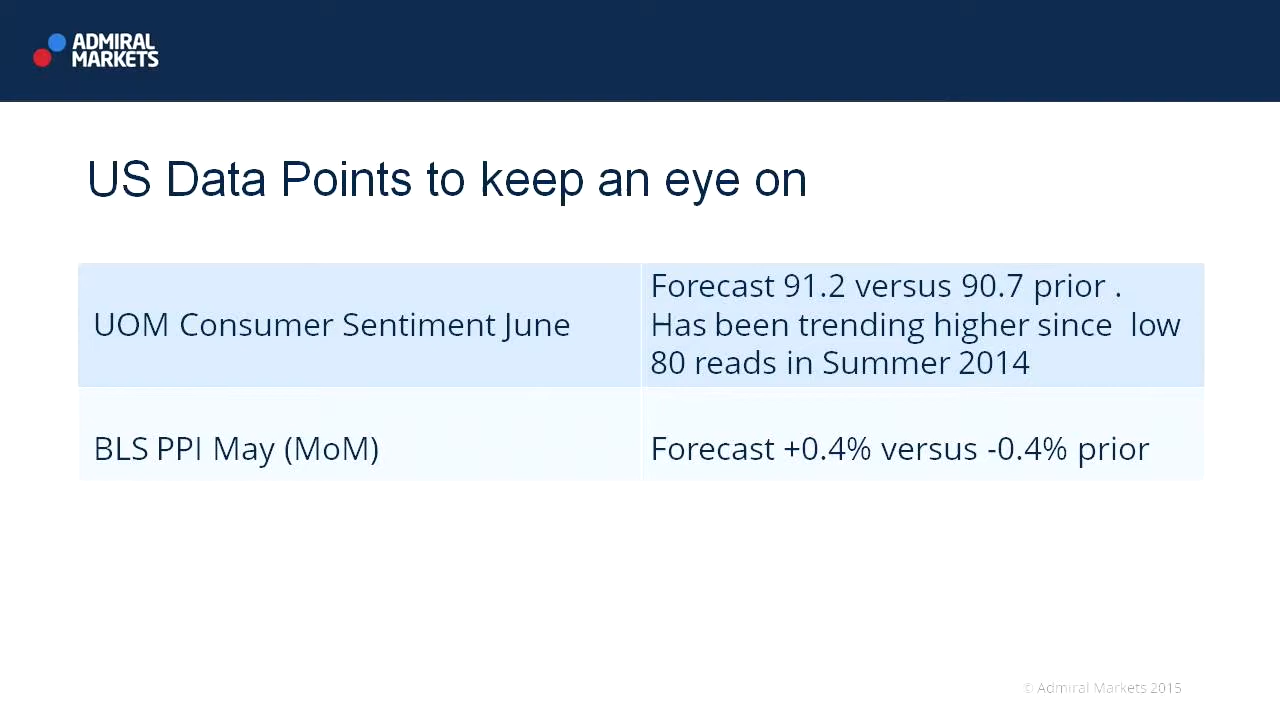 ADMIRAL
MARKETS
US Data Points to keep an eye on
UOM Consumer Sentiment June
Forecast 91.2 versus 90.7 prior .
Has been trending higher since  low
80 reads in Summer 2014
BLS PPI May (MoM)
Forecast +0.4% versus -0.4% prior
© Admiral Markets 2015